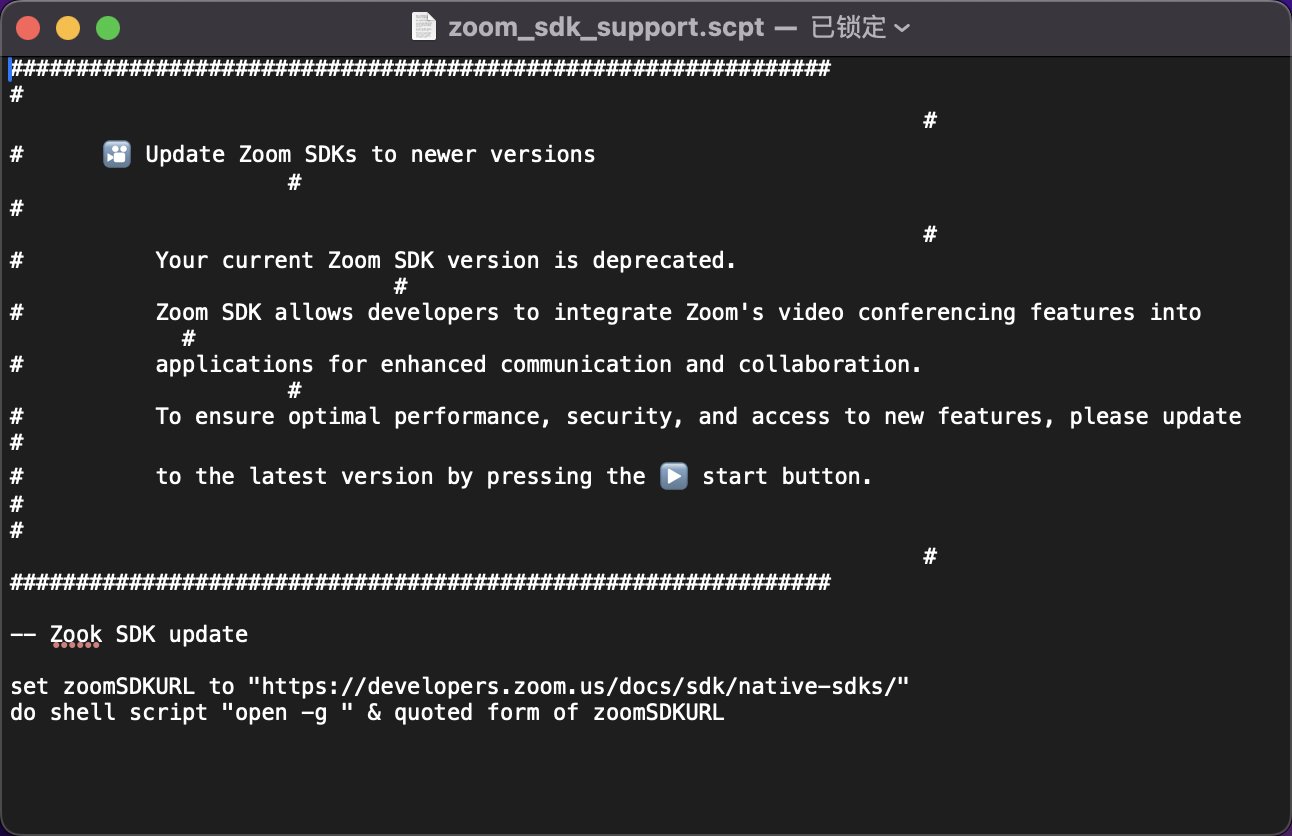 zoom_sdk_support.scpt — 已锁定
##############################################################
#
#
# 🎦 Update Zoom SDKs to newer versions
#
#
#
# Your current Zoom SDK version is deprecated.
#
# Zoom SDK allows developers to integrate Zoom's video conferencing features into
#
# applications for enhanced communication and collaboration.
#
# To ensure optimal performance, security, and access to new features, please update
#
# to the latest version by pressing the ▶️ start button.
#
#
#
##############################################################
-- Zook SDK update
set zoomSDKURL to "https://developers.zoom.us/docs/sdk/native-sdks/"
do shell script "open -g " & quoted form of zoomSDKURL